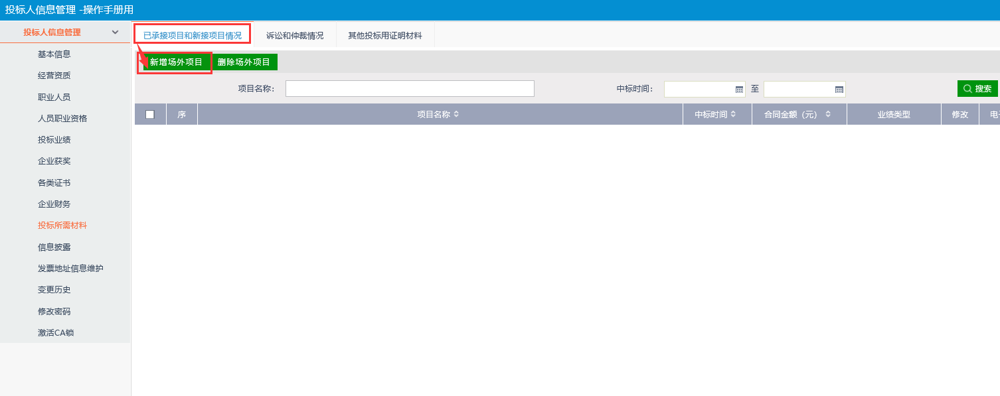 投标人信息管理 -操作手册用
投标人信息管理
基本信息
经营资质
职业人员
人员职业资格
投标业绩
企业获奖
各类证书
企业财务
投标所需材料
信息披露
发票地址信息维护
变更历史
修改密码
激活CA锁
已承接项目和新接项目情况 诉讼和仲裁情况 其他投标用证明材料
新增场外项目 删除场外项目
项目名称: 中标时间: 至 搜索
序 项目名称 中标时间 合同金额（元） 业绩类型 修改